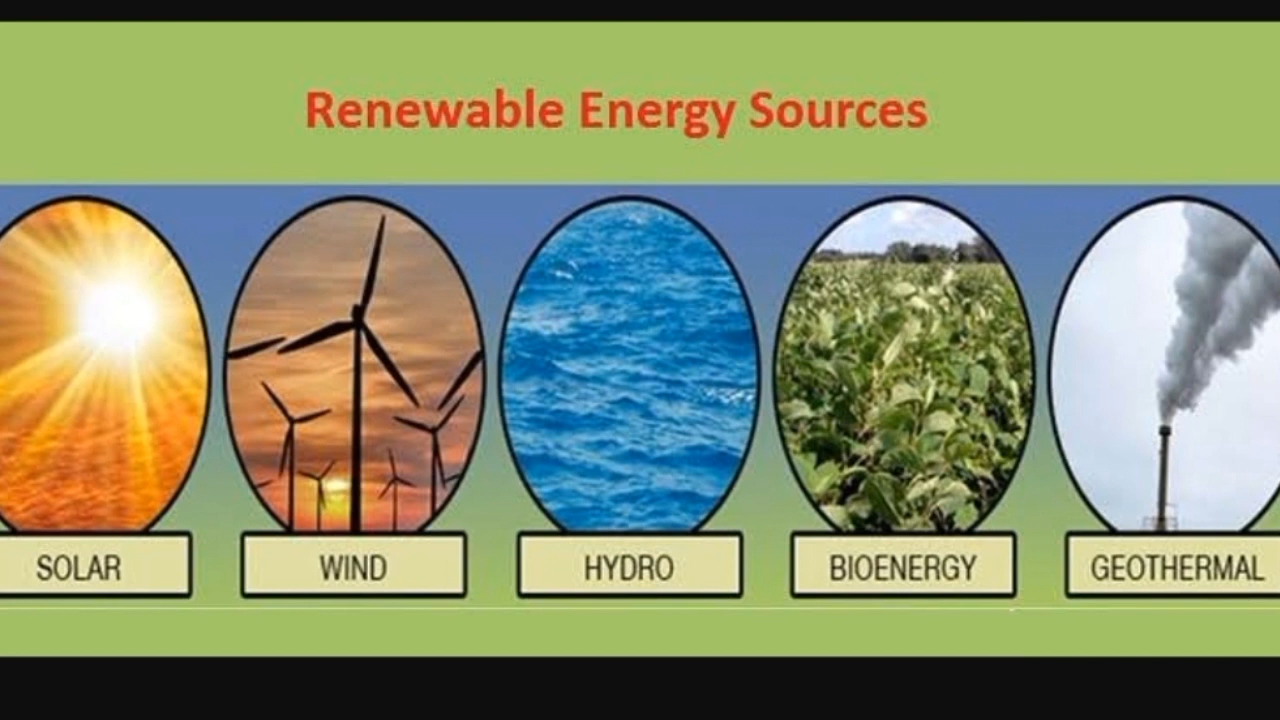 Renewable Energy Sources
SOLAR
WIND
HYDRO
BIOENERGY
GEOTHERMAL